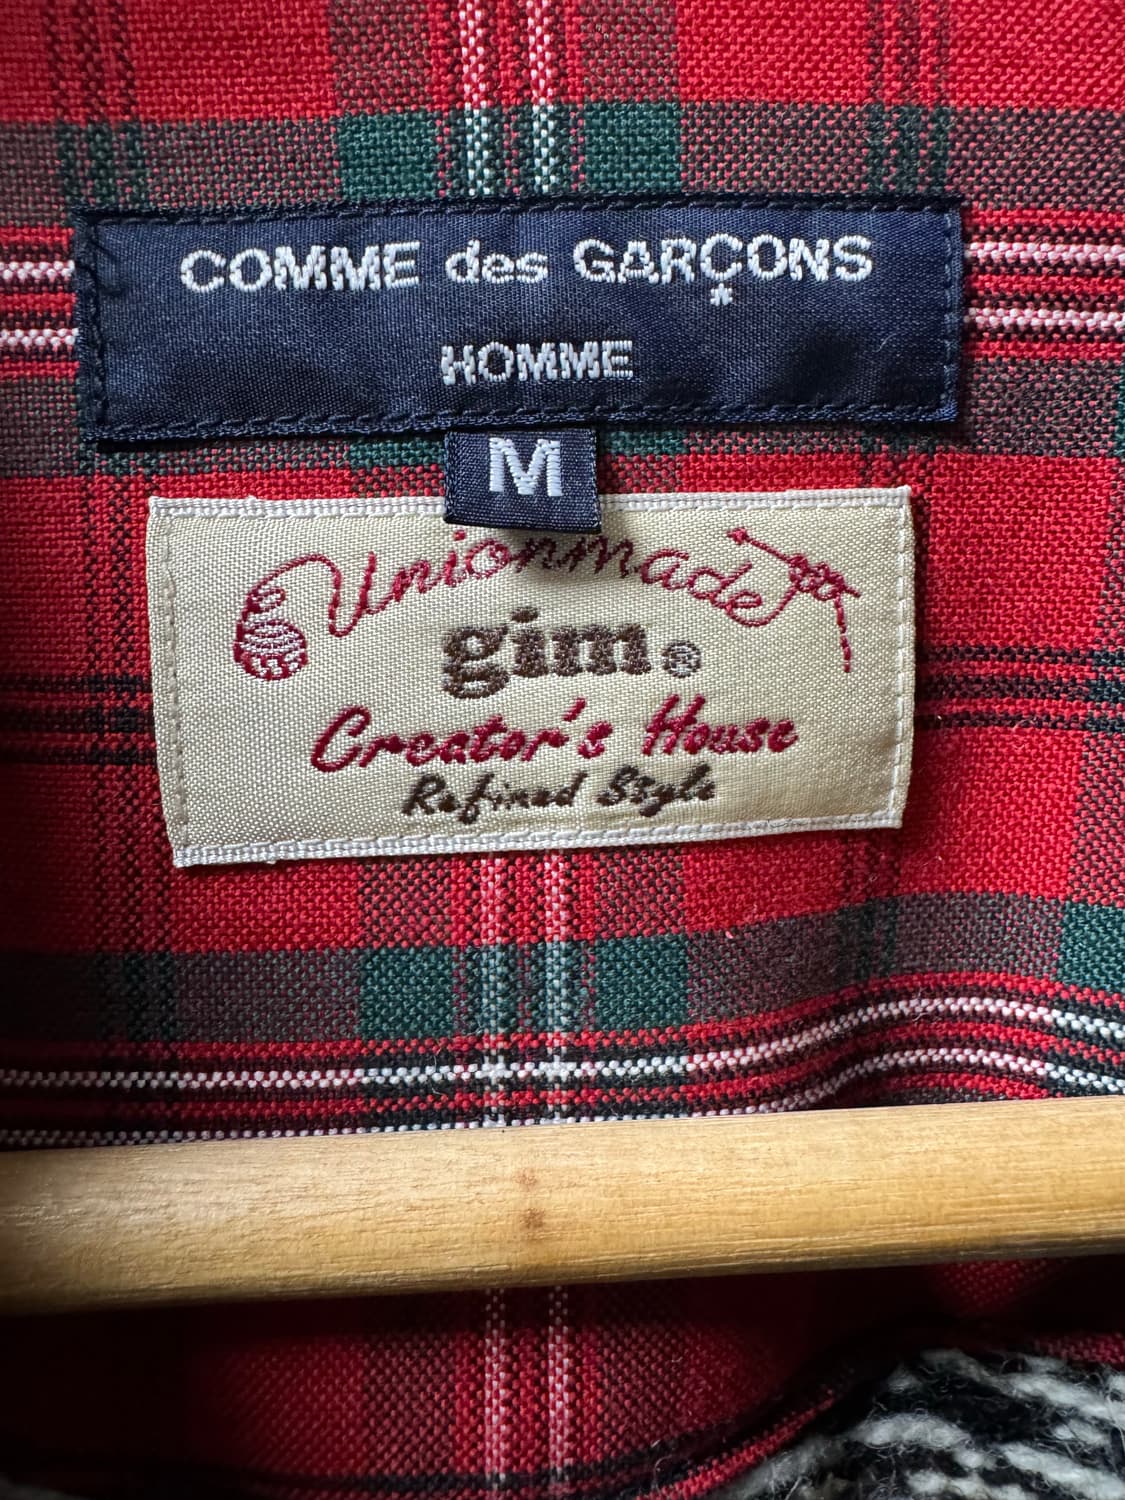 COMME des GARÇONS
HOMME
M
Unionmade
gim®
Creator's House
Refined Style